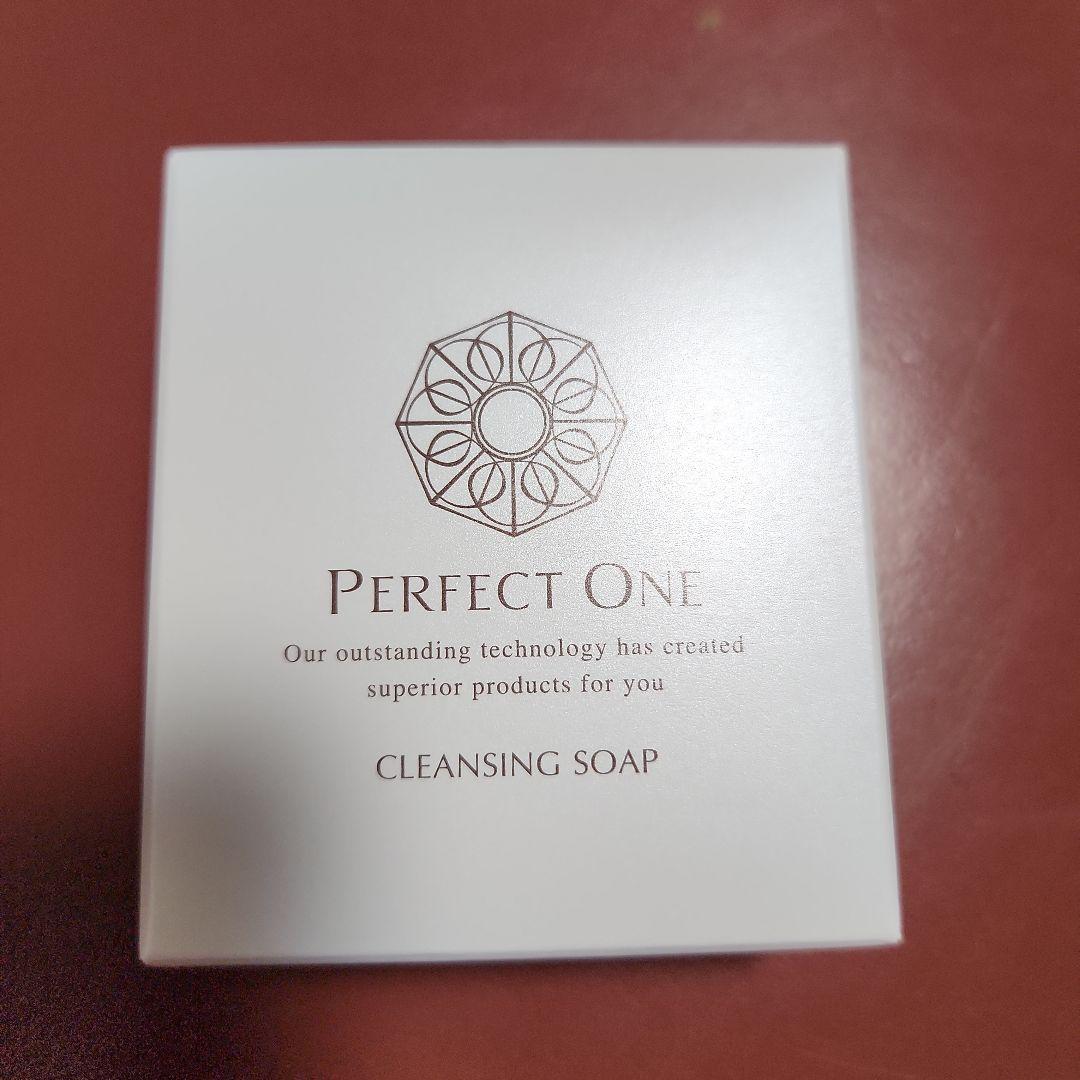 PERFECT ONE
Our outstanding technology has created
superior products for you
CLEANSING SOAP